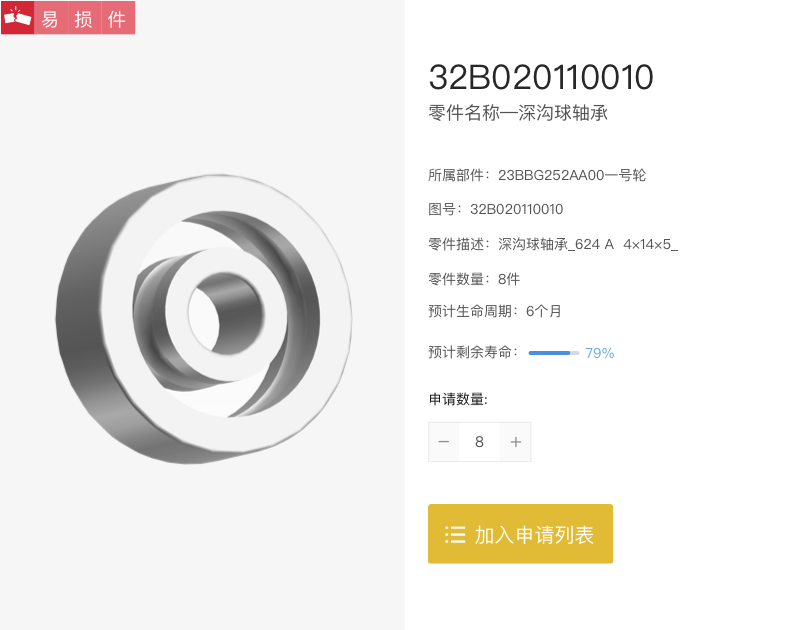 易 损 件
32B020110010
零件名称—深沟球轴承
所属部件：23BBG252AA00一号轮
图号：32B020110010
零件描述：深沟球轴承_624 A  4×14×5_
零件数量：8件
预计生命周期：6个月
预计剩余寿命： 79%
申请数量:
− 8 +
加入申请列表